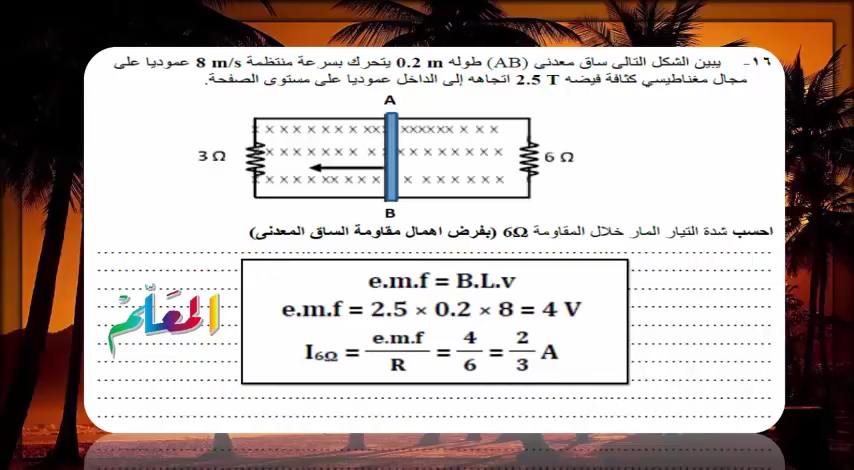 ١٦- يبين الشكل التالى ساق معدنى (AB) طوله 0.2 m يتحرك بسرعة منتظمة 8 m/s عموديا على
مجال مغناطيسي كثافة فيضه 2.5 T اتجاهه إلى الداخل عموديا على مستوى الصفحة.
A
× × × × × × × ×× ×××××× × × ×
3 Ω
× × × × × × × × × × × × × × × ×
6 Ω
× × × × ×× × × × × × × × × × ×
B
احسب شدة التيار المار خلال المقاومة 6Ω (بفرض اهمال مقاومة الساق المعدنى)
e.m.f = B.L.v
e.m.f = 2.5 × 0.2 × 8 = 4 V
I6Ω = e.m.f / R = 4 / 6 = 2 / 3 A
المُعَلِّمْ